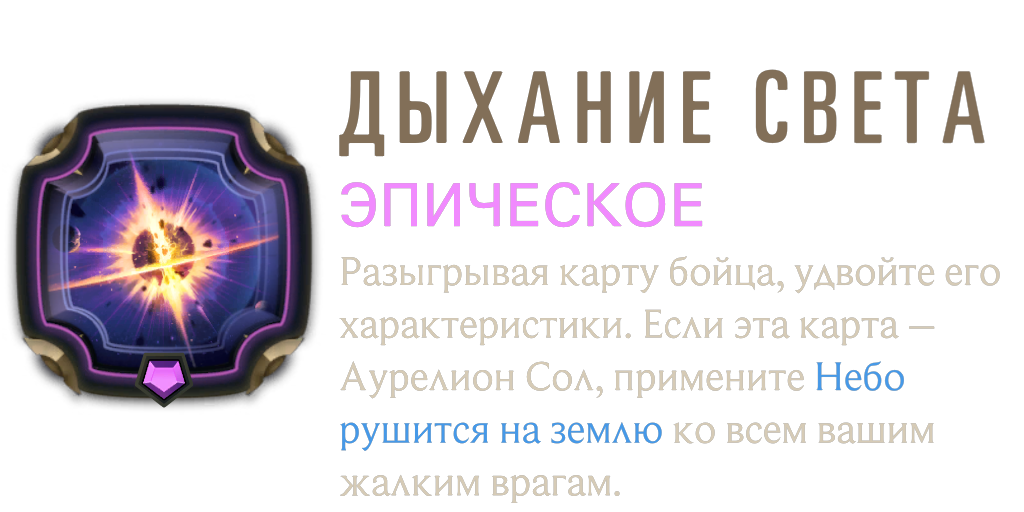 ДЫХАНИЕ СВЕТА
ЭПИЧЕСКОЕ
Разыгрывая карту бойца, удвойте его
характеристики. Если эта карта —
Аурелион Сол, примените Небо
рушится на землю ко всем вашим
жалким врагам.